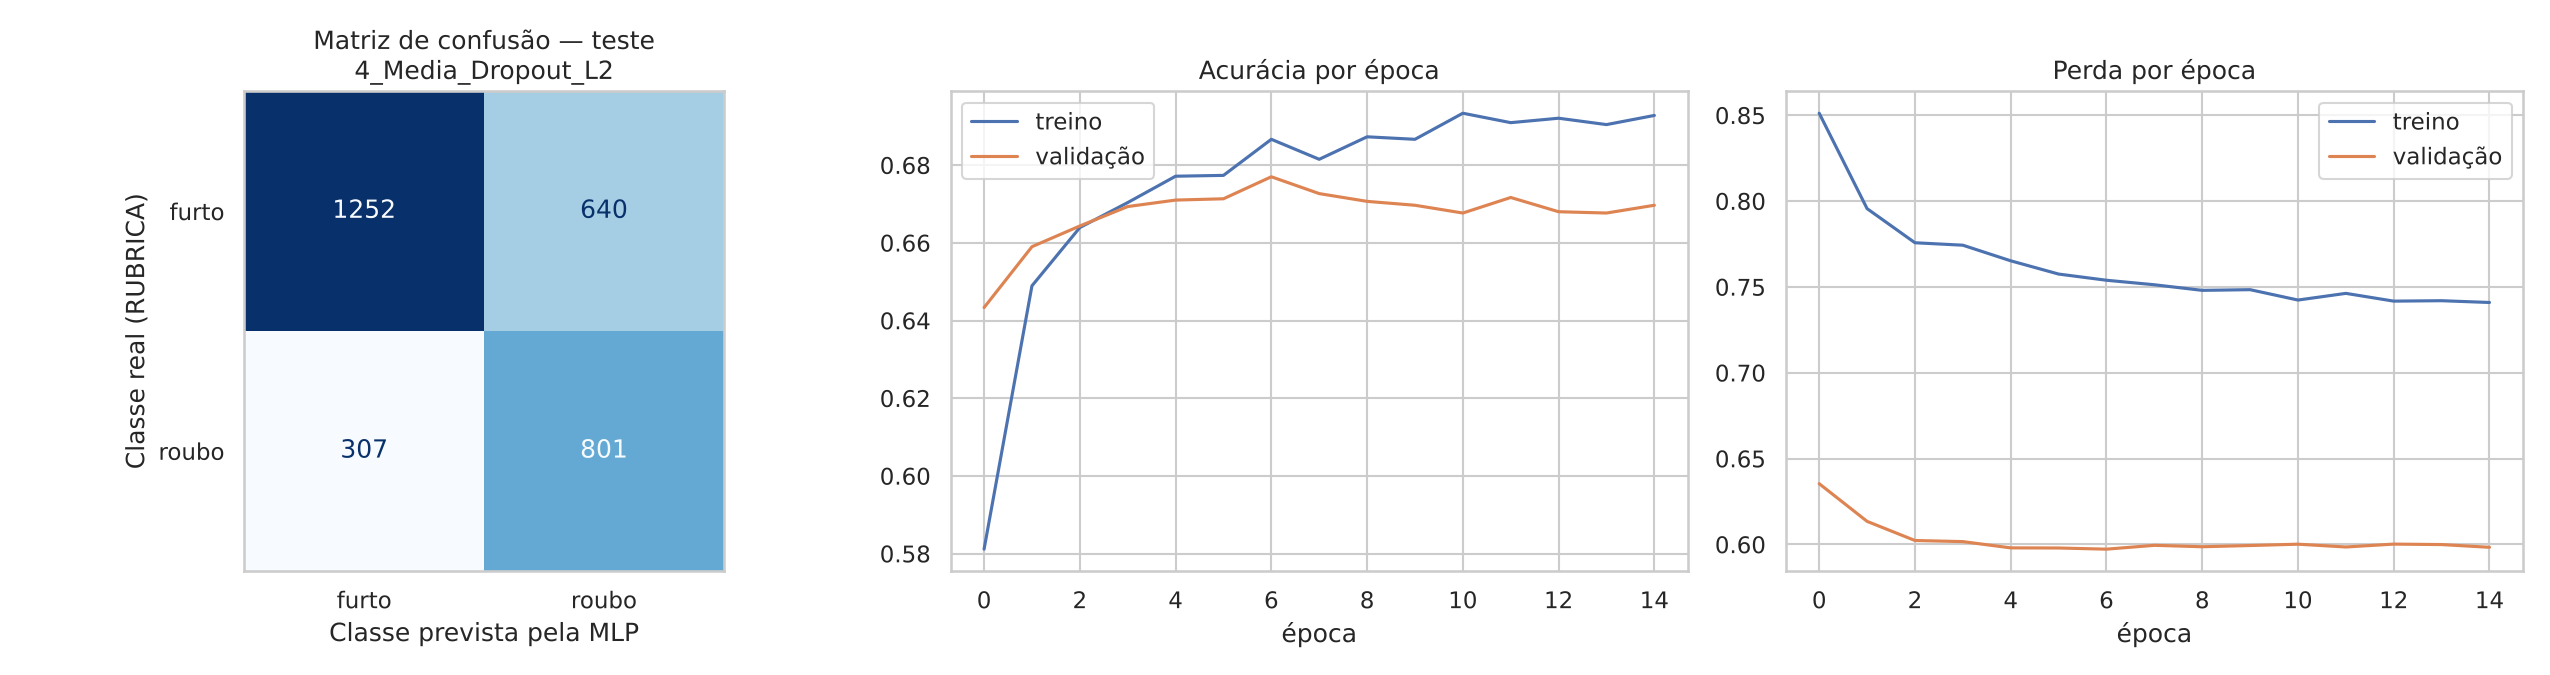 Matriz de confusão — teste
4_Media_Dropout_L2
Classe real (RUBRICA)
furto
1252
640
roubo
307
801
furto
roubo
Classe prevista pela MLP
Acurácia por época
treino
validação
0.68
0.66
0.64
0.62
0.60
0.58
0
2
4
6
8
10
12
14
época
Perda por época
treino
validação
0.85
0.80
0.75
0.70
0.65
0.60
0
2
4
6
8
10
12
14
época